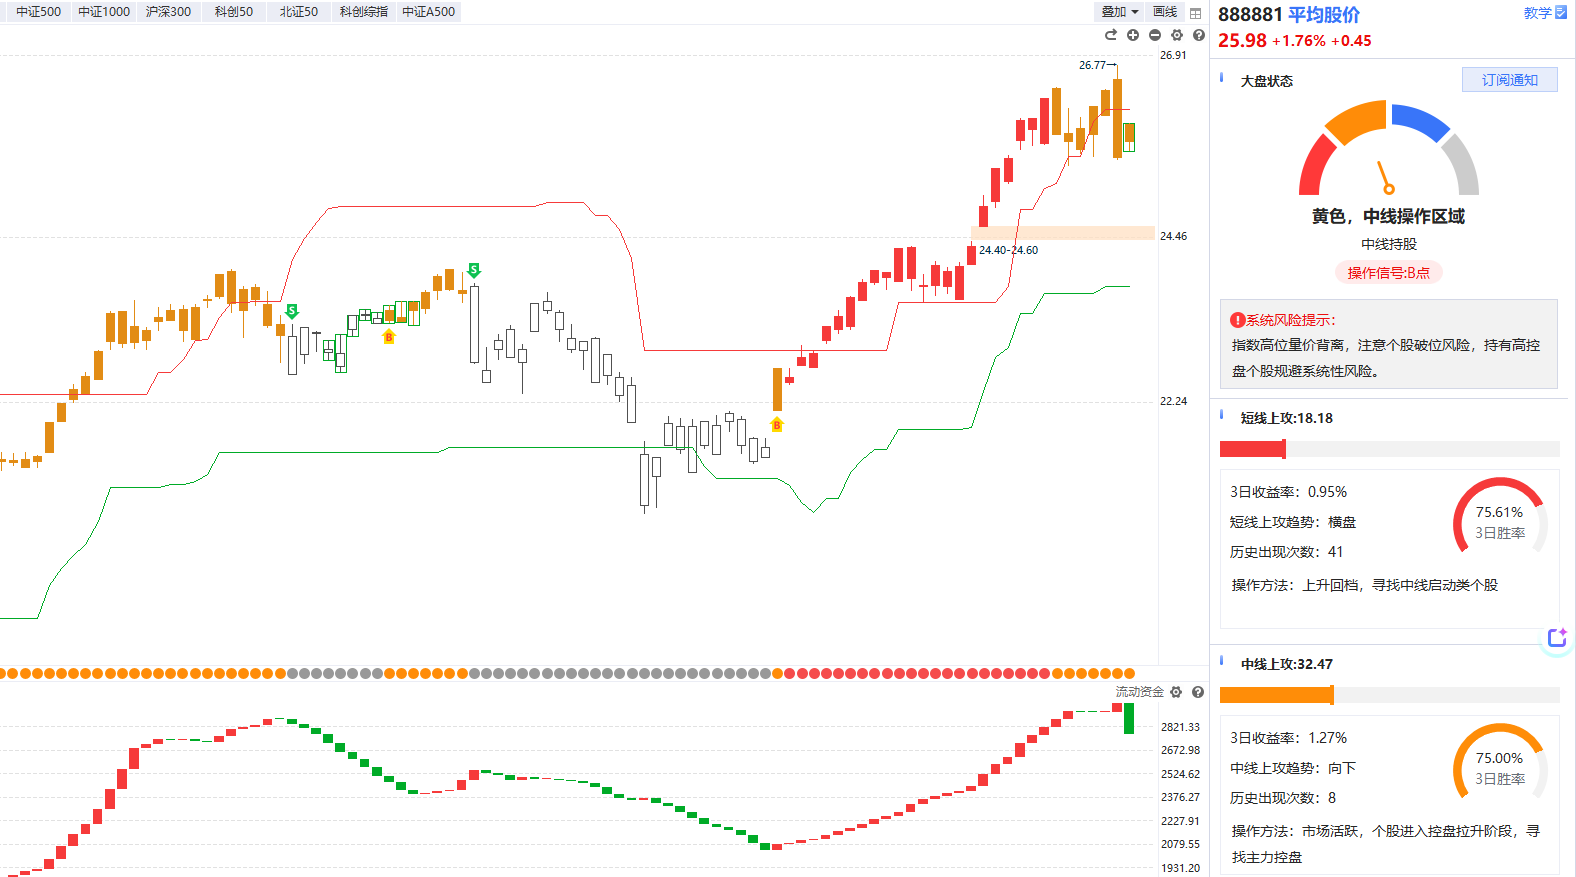 中证500 中证1000 沪深300 科创50 北证50 科创综指 中证A500 叠加 画线
26.91
26.77
24.46
24.40-24.60
22.24
S
B
S
B
流动资金
2821.33
2672.98
2524.62
2376.27
2227.91
2079.55
1931.20
888881 平均股价 教学
25.98 +1.76% +0.45
大盘状态 订阅通知
黄色，中线操作区域
中线持股
操作信号:B点
系统风险提示：
指数高位量价背离，注意个股破位风险，持有高控
盘个股规避系统性风险。
短线上攻:18.18
3日收益率：0.95%
短线上攻趋势：横盘
历史出现次数：41
75.61%
3日胜率
操作方法：上升回档，寻找中线启动类个股
中线上攻:32.47
3日收益率：1.27%
中线上攻趋势：向下
历史出现次数：8
75.00%
3日胜率
操作方法：市场活跃，个股进入控盘拉升阶段，寻
找主力控盘